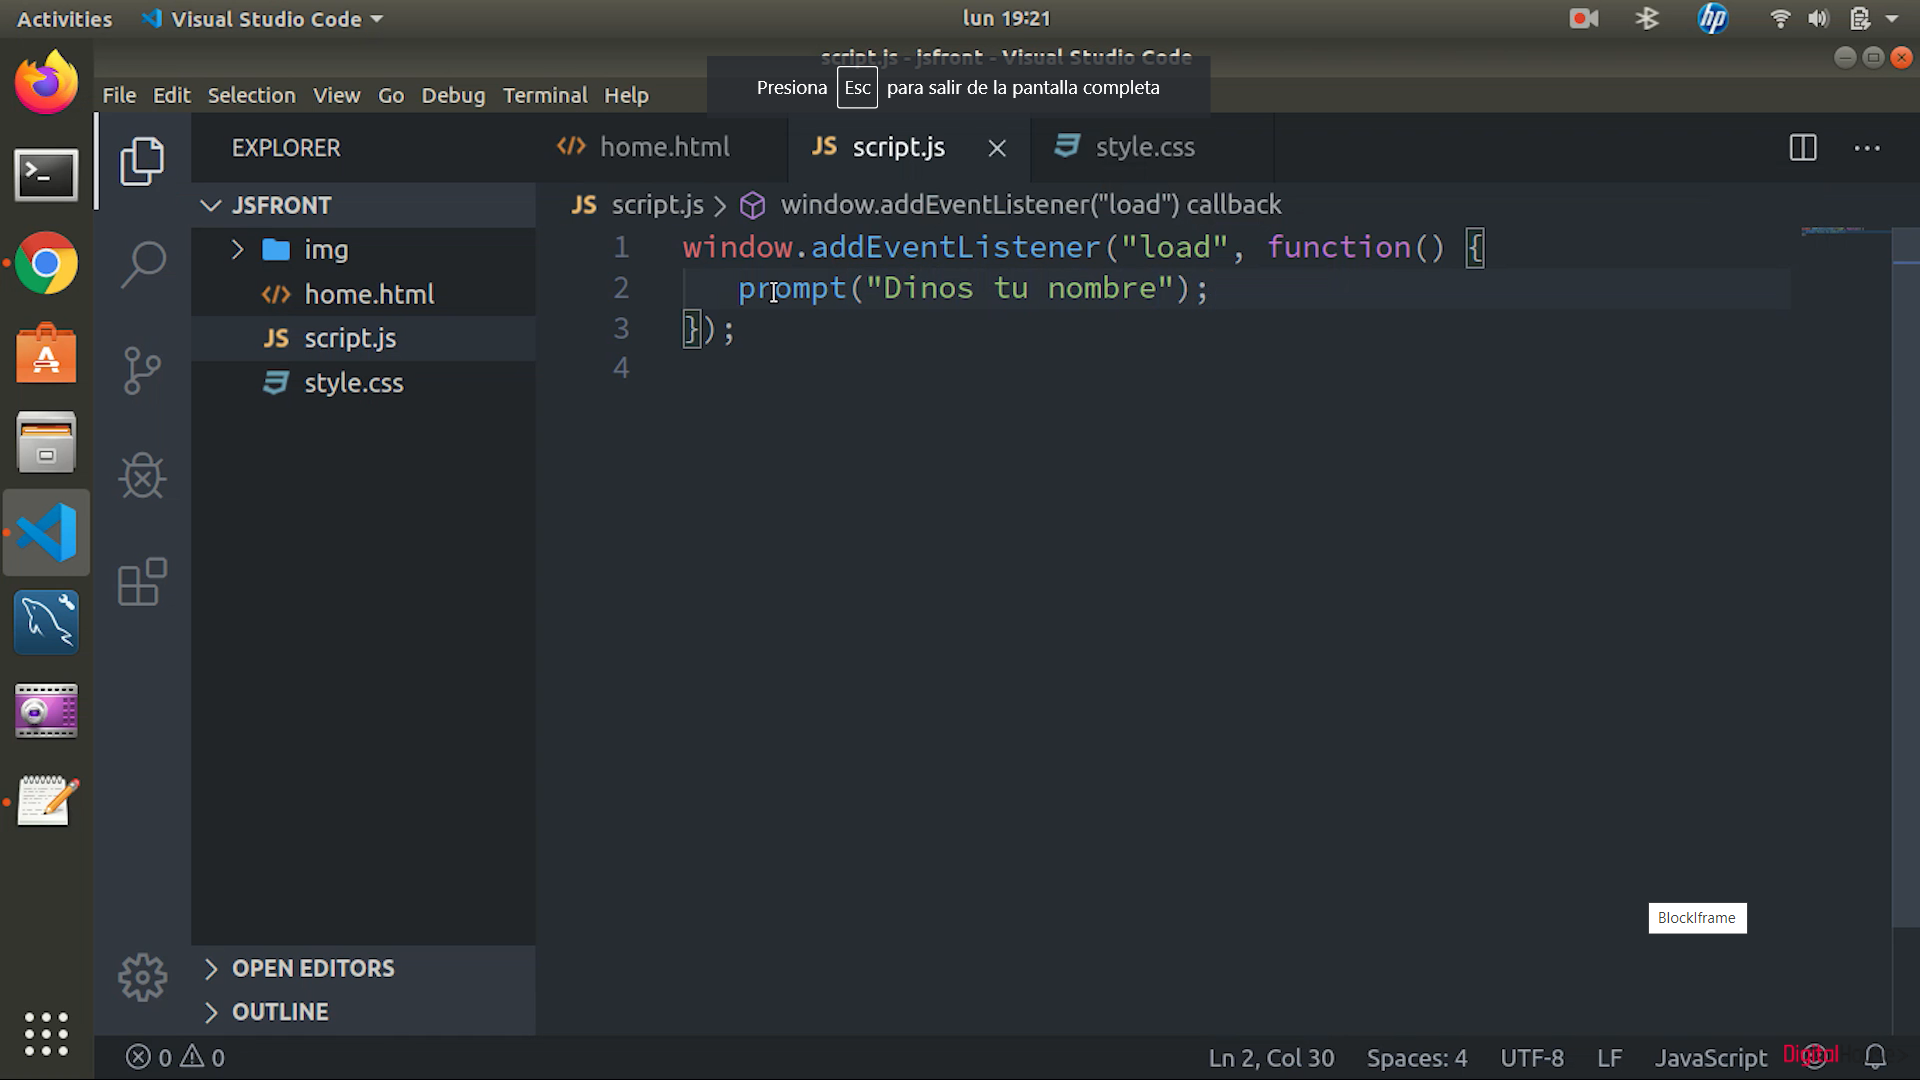 Activities Visual Studio Code lun 19:21
script.js - jsfront - Visual Studio Code
Presiona Esc para salir de la pantalla completa
File Edit Selection View Go Debug Terminal Help
EXPLORER
home.html JS script.js style.css
JSFRONT
JS script.js > window.addEventListener("load") callback
img
home.html
JS script.js
style.css
1 window.addEventListener("load", function() {
2 prompt("Dinos tu nombre");
3 });
4
BlockIframe
OPEN EDITORS
OUTLINE
0 0 Ln 2, Col 30 Spaces: 4 UTF-8 LF JavaScript Digital